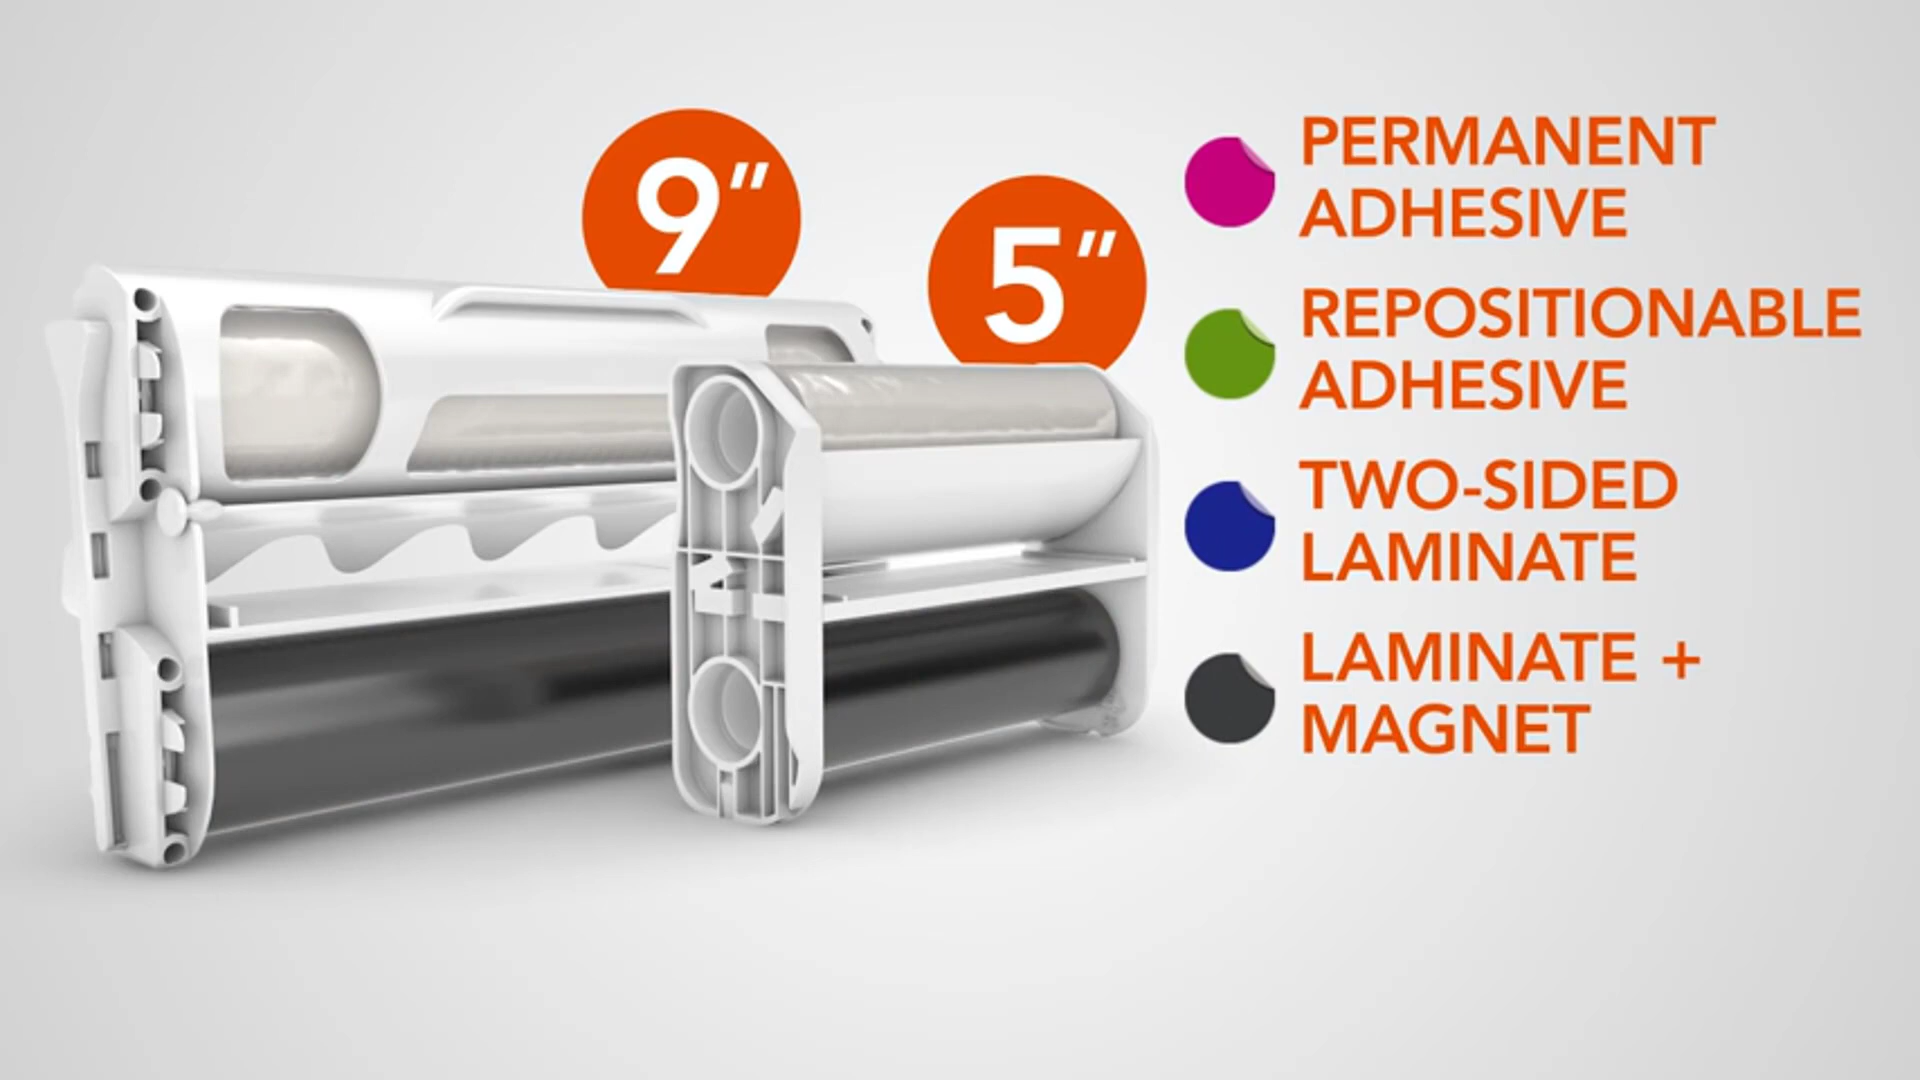 9"
5"
PERMANENT
ADHESIVE
REPOSITIONABLE
ADHESIVE
TWO-SIDED
LAMINATE
LAMINATE +
MAGNET